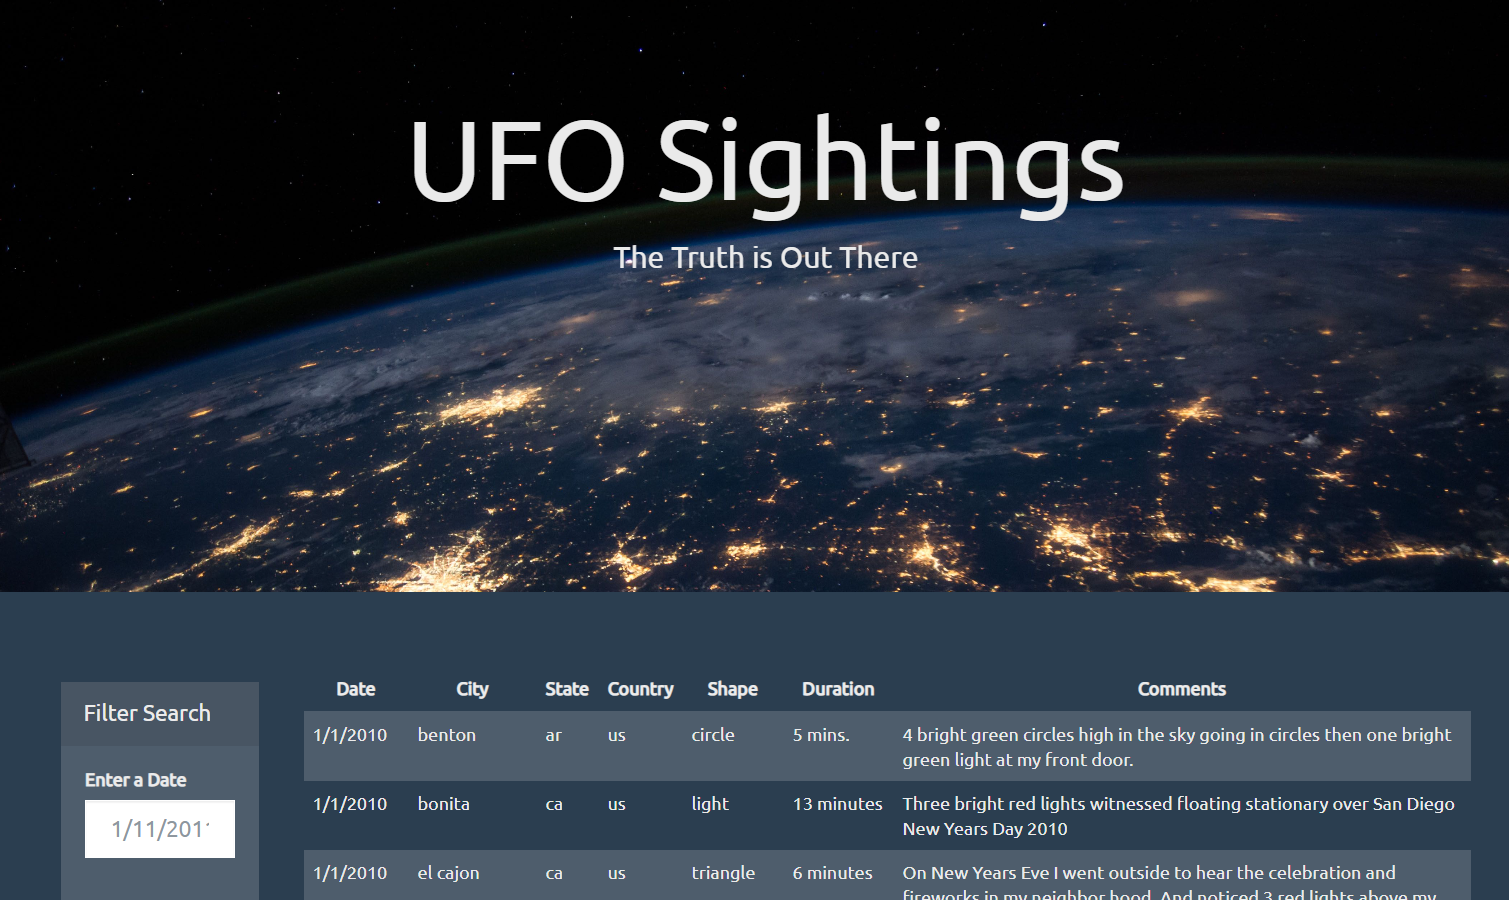 UFO Sightings
The Truth is Out There
Filter Search
Enter a Date
1/11/201
Date City State Country Shape Duration Comments
1/1/2010 benton ar us circle 5 mins. 4 bright green circles high in the sky going in circles then one bright
green light at my front door.
1/1/2010 bonita ca us light 13 minutes Three bright red lights witnessed floating stationary over San Diego
New Years Day 2010
1/1/2010 el cajon ca us triangle 6 minutes On New Years Eve I went outside to hear the celebration and
fireworks in my neighbor hood. And noticed 3 red lights above my